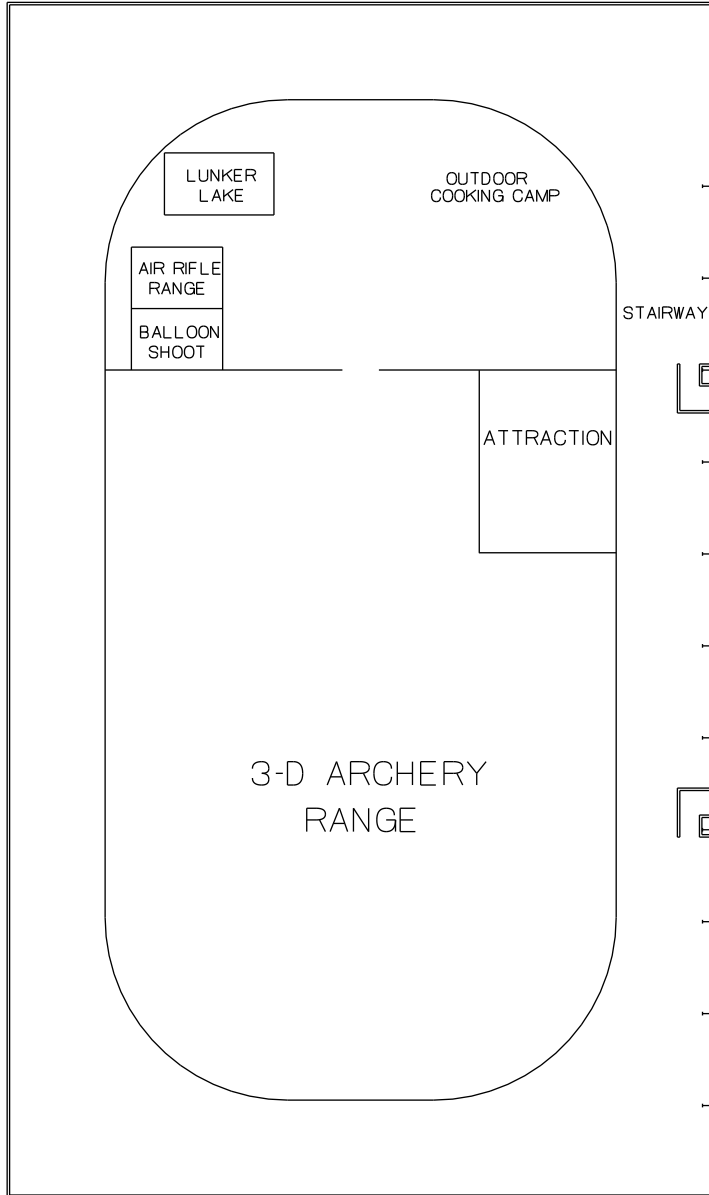 LUNKER
LAKE
OUTDOOR
COOKING CAMP
AIR RIFLE
RANGE
STAIRWAY
BALLOON
SHOOT
ATTRACTION
3-D ARCHERY
RANGE